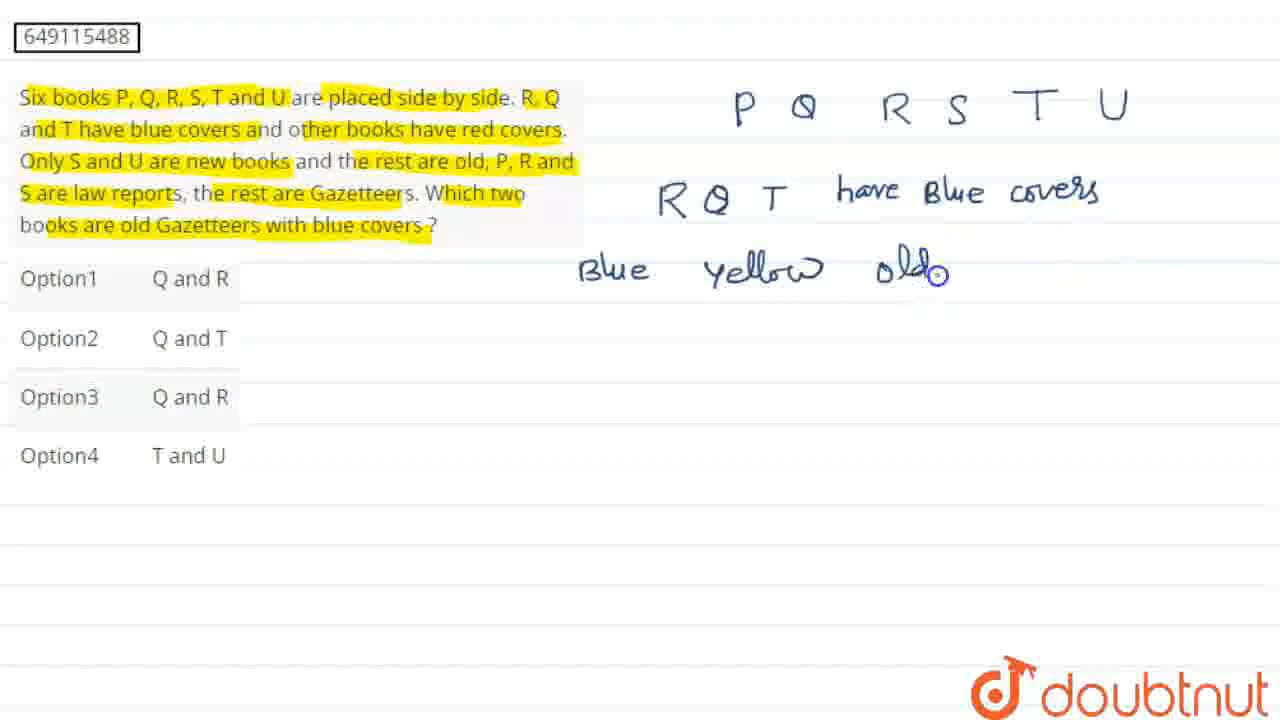 649115488
Six books P, Q, R, S, T and U are placed side by side. R, Q
and T have blue covers and other books have red covers.
Only S and U are new books and the rest are old, P, R and
S are law reports, the rest are Gazetteers. Which two
books are old Gazetteers with blue covers ?
Option1 Q and R
Option2 Q and T
Option3 Q and R
Option4 T and U
P Q R S T U
R Q T have Blue covers
Blue yellow old
doubtnut